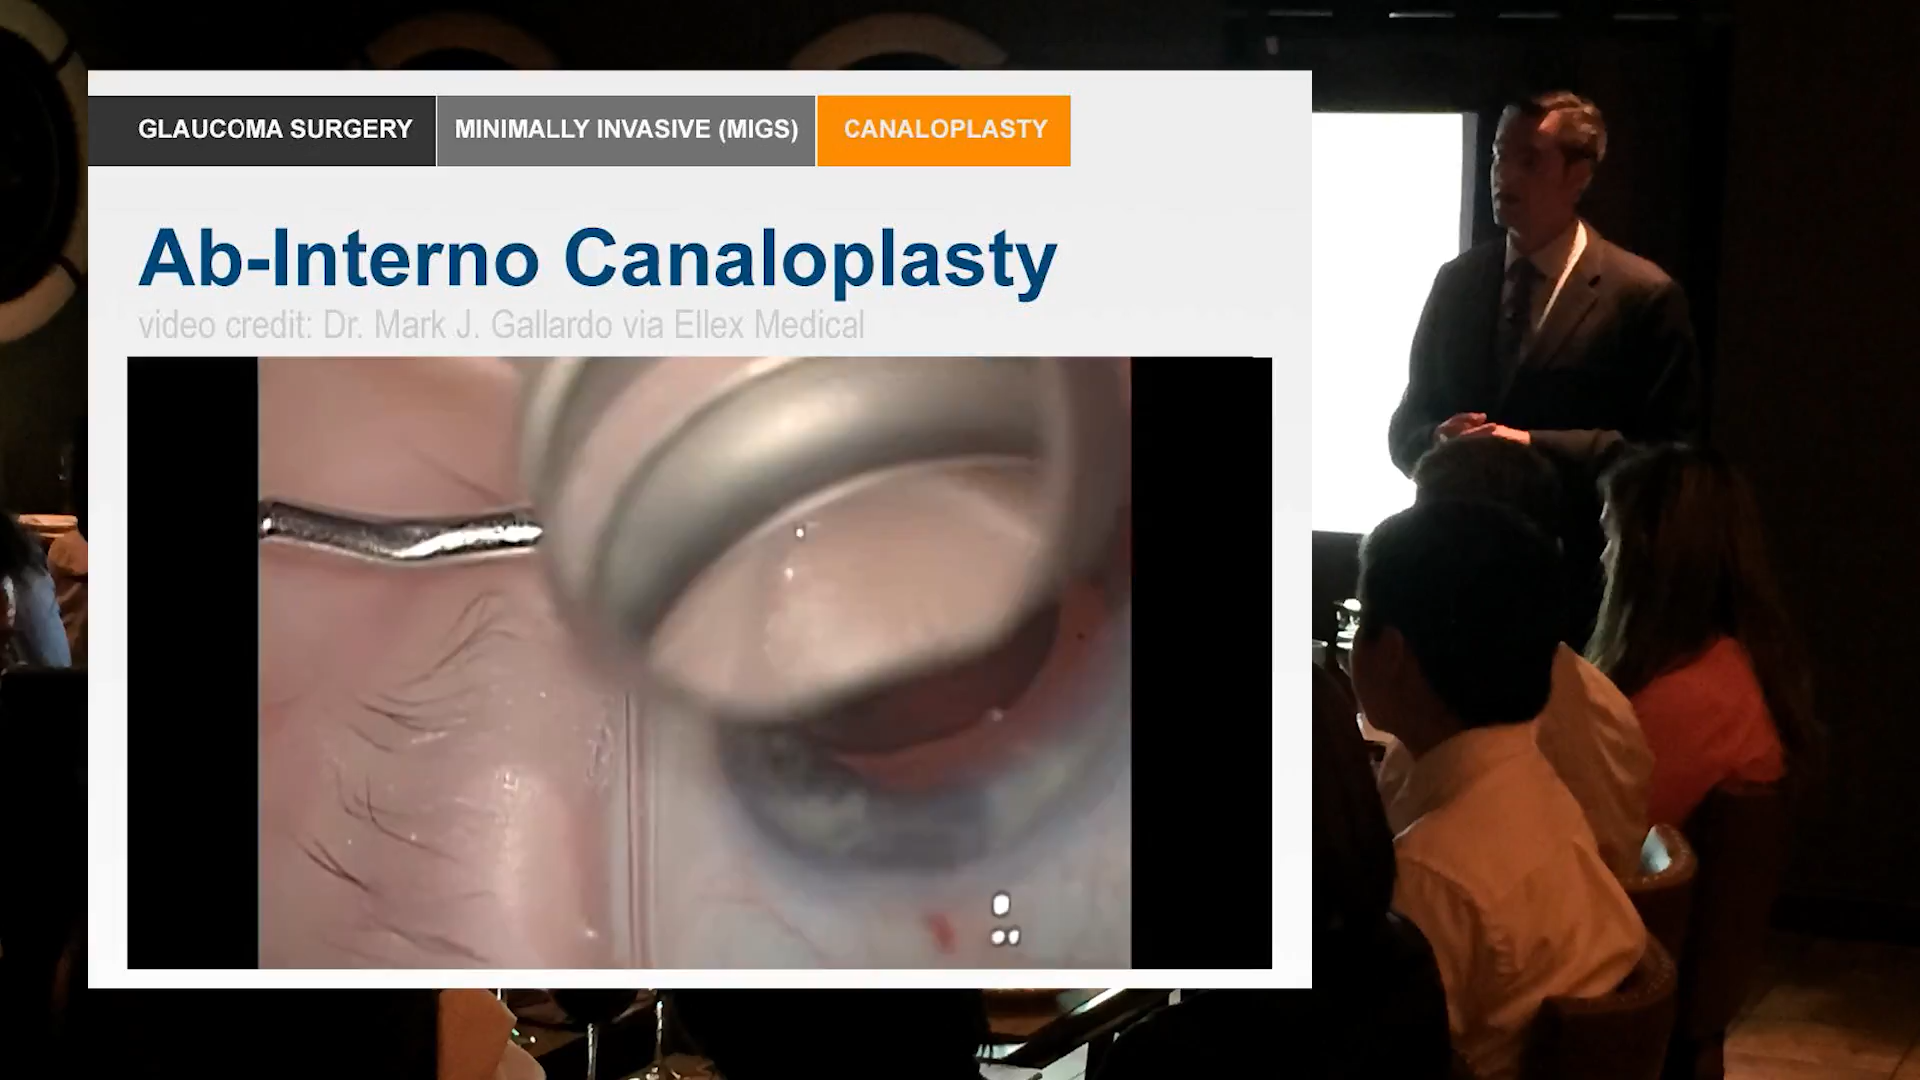 GLAUCOMA SURGERY
MINIMALLY INVASIVE (MIGS)
CANALOPLASTY
Ab-Interno Canaloplasty
video credit: Dr. Mark J. Gallardo via Ellex Medical